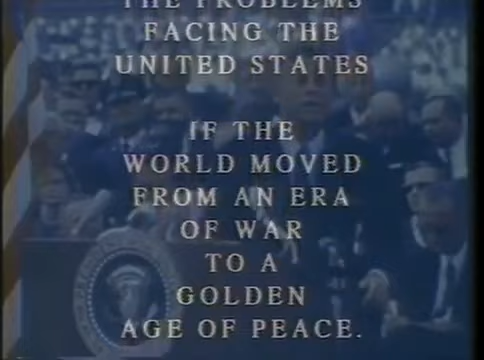 THE PROBLEMS
FACING THE
UNITED STATES
IF THE
WORLD MOVED
FROM AN ERA
OF WAR
TO A
GOLDEN
AGE OF PEACE.